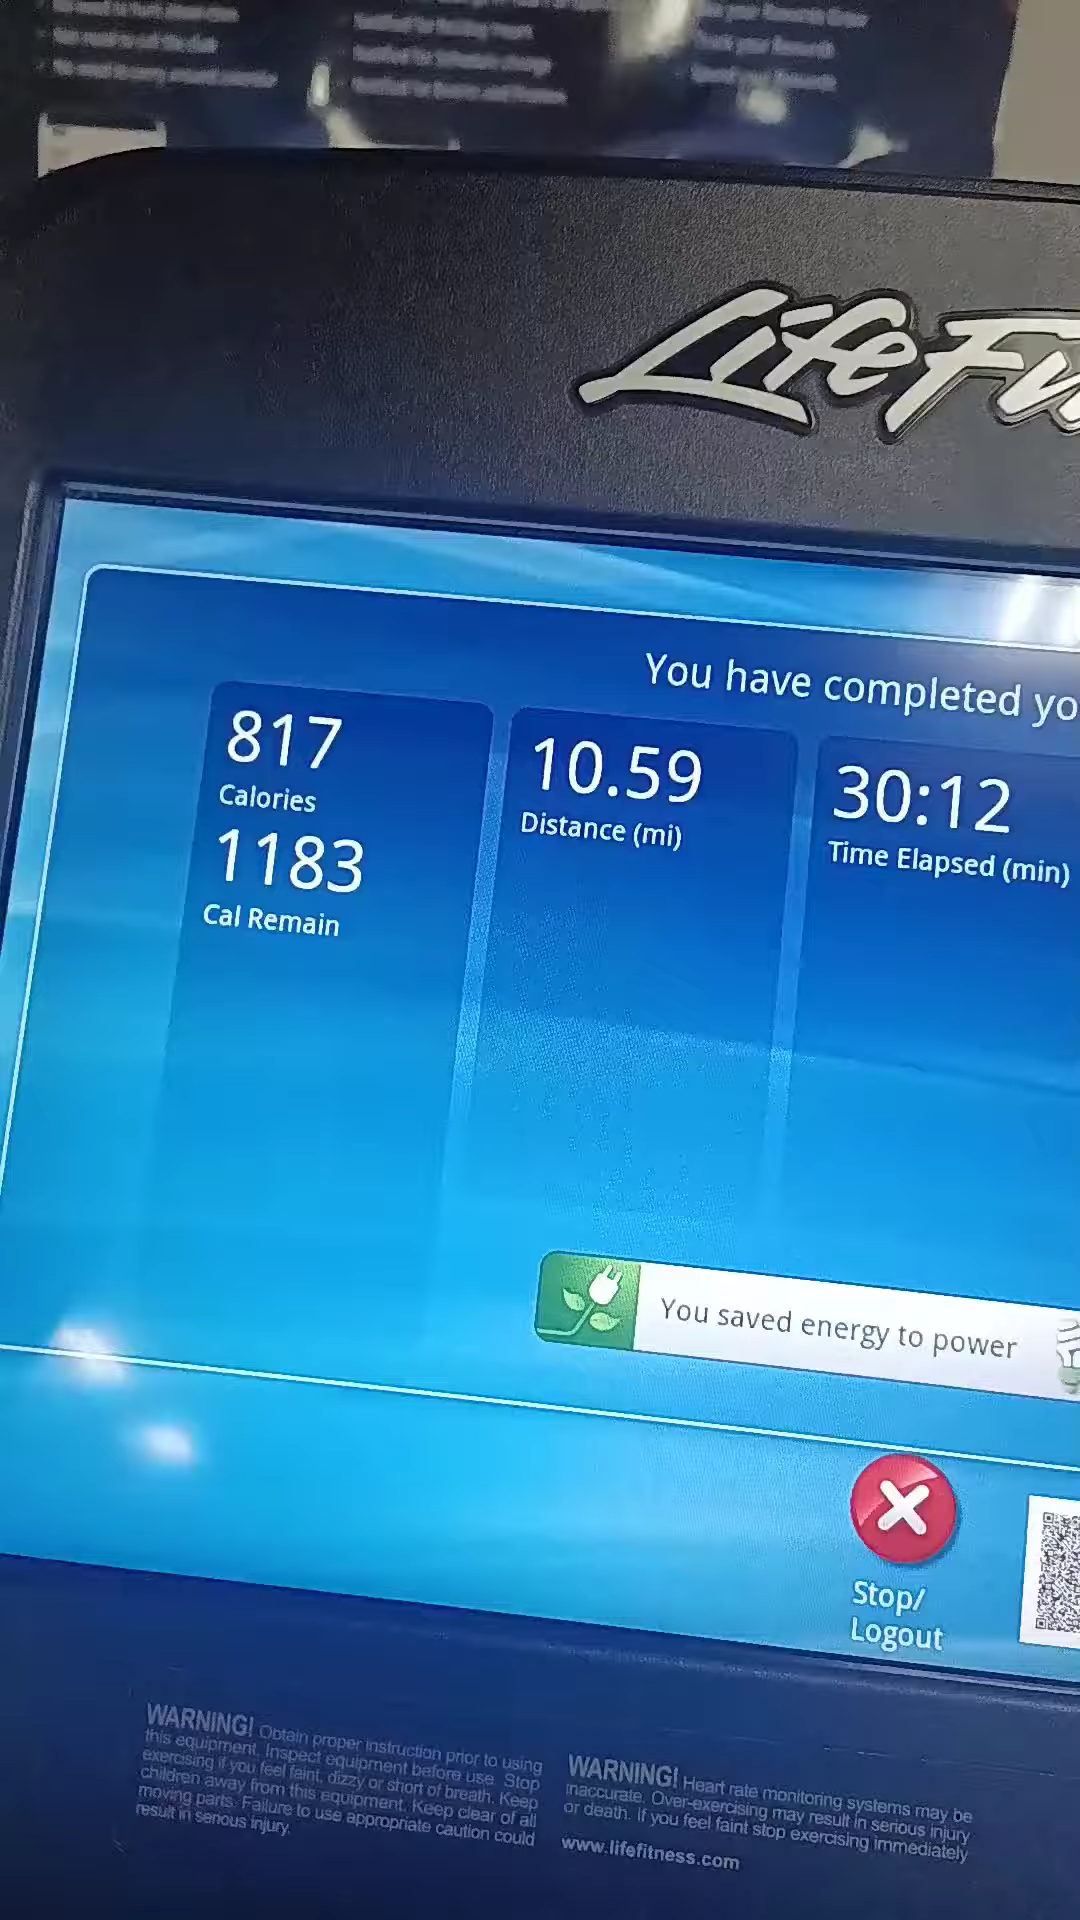 LifeFi
You have completed yo
817
Calories
1183
Cal Remain
10.59
Distance (mi)
30:12
Time Elapsed (min)
You saved energy to power
Stop/
Logout
WARNING! Obtain proper instruction prior to using
this equipment. Inspect equipment before use. Stop
exercising if you feel faint, dizzy or short of breath. Keep
children away from this equipment. Keep clear of all
moving parts. Failure to use appropriate caution could
result in serious injury.
WARNING! Heart rate monitoring systems may be
inaccurate. Over-exercising may result in serious injury
or death. If you feel faint stop exercising immediately
www.lifefitness.com